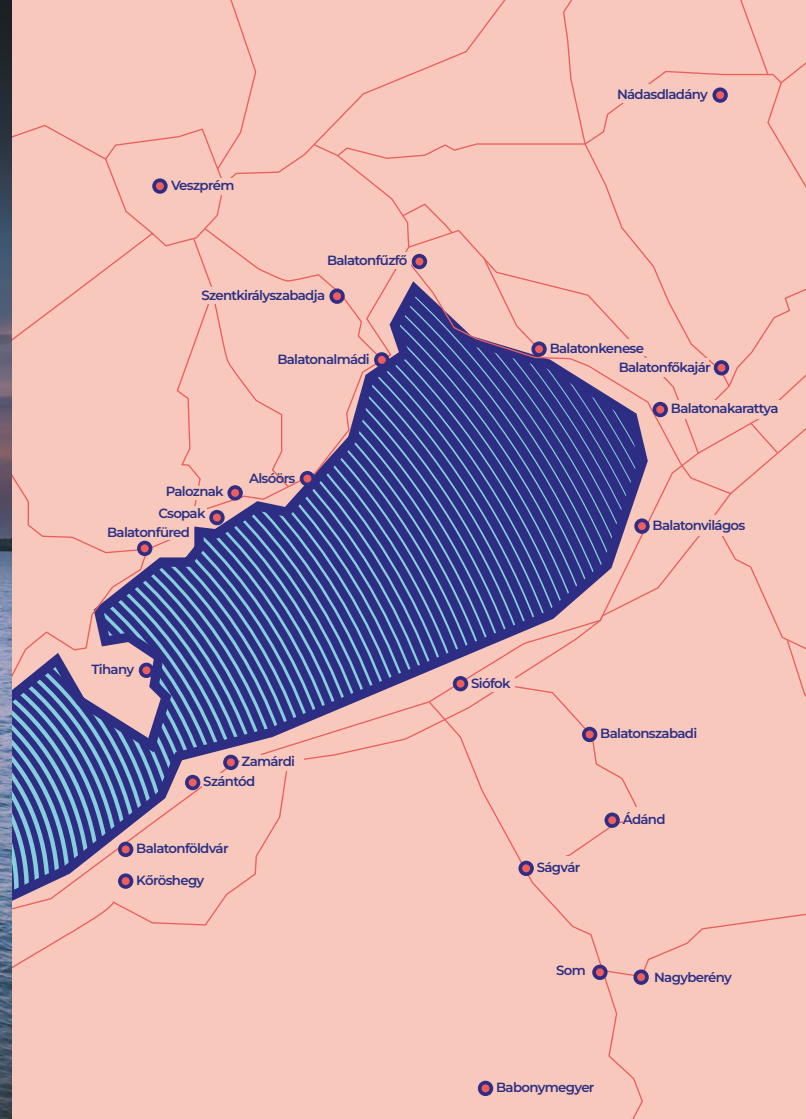 Nádasdladány
Veszprém
Balatonfűzfő
Szentkirályszabadja
Balatonkenese
Balatonalmádi
Balatonfőkajár
Balatonakarattya
Alsóörs
Paloznak
Csopak
Balatonvilágos
Balatonfüred
Tihany
Siófok
Balatonszabadi
Zamárdi
Szántód
Ádánd
Balatonföldvár
Ságvár
Kőröshegy
Som
Nagyberény
Babonymegyer